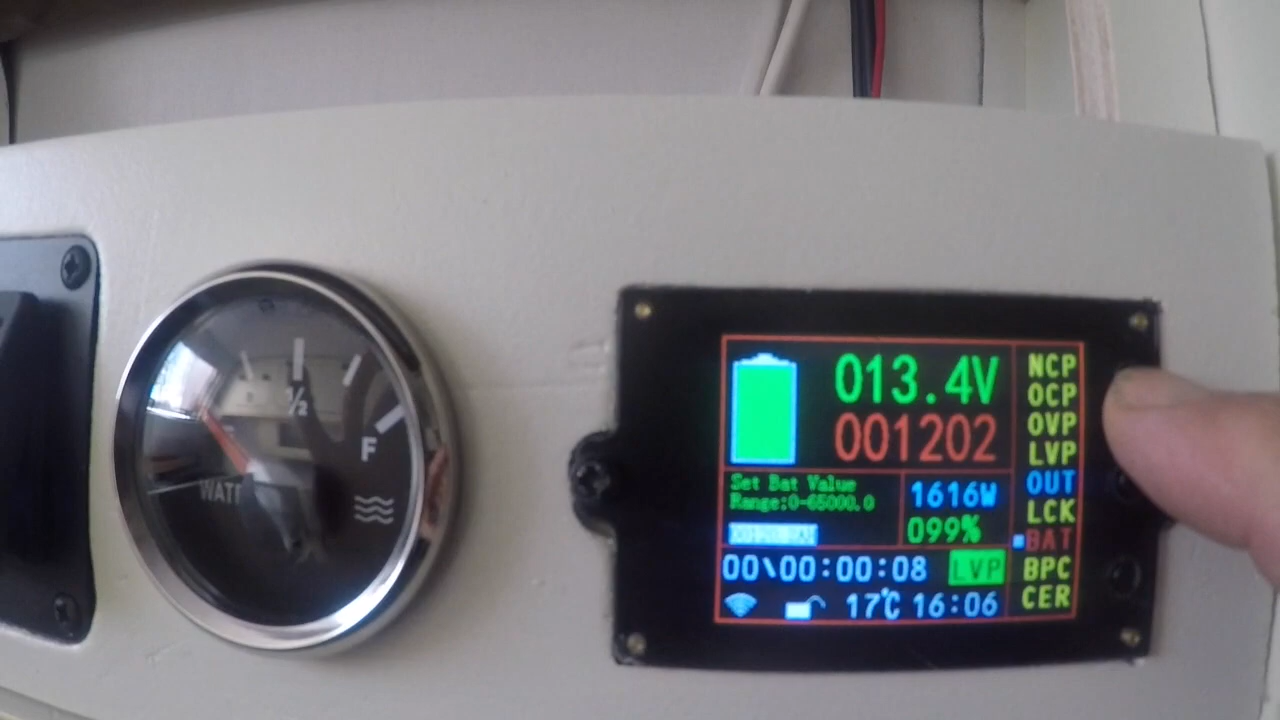 ½
F
013.4V
001202
Set Bat Value
Range:0-65000.0
1616W
099%
00\00:00:08
LVP
17℃ 16:06
NCP
OCP
OVP
LVP
OUT
LCK
BAT
BPC
CER